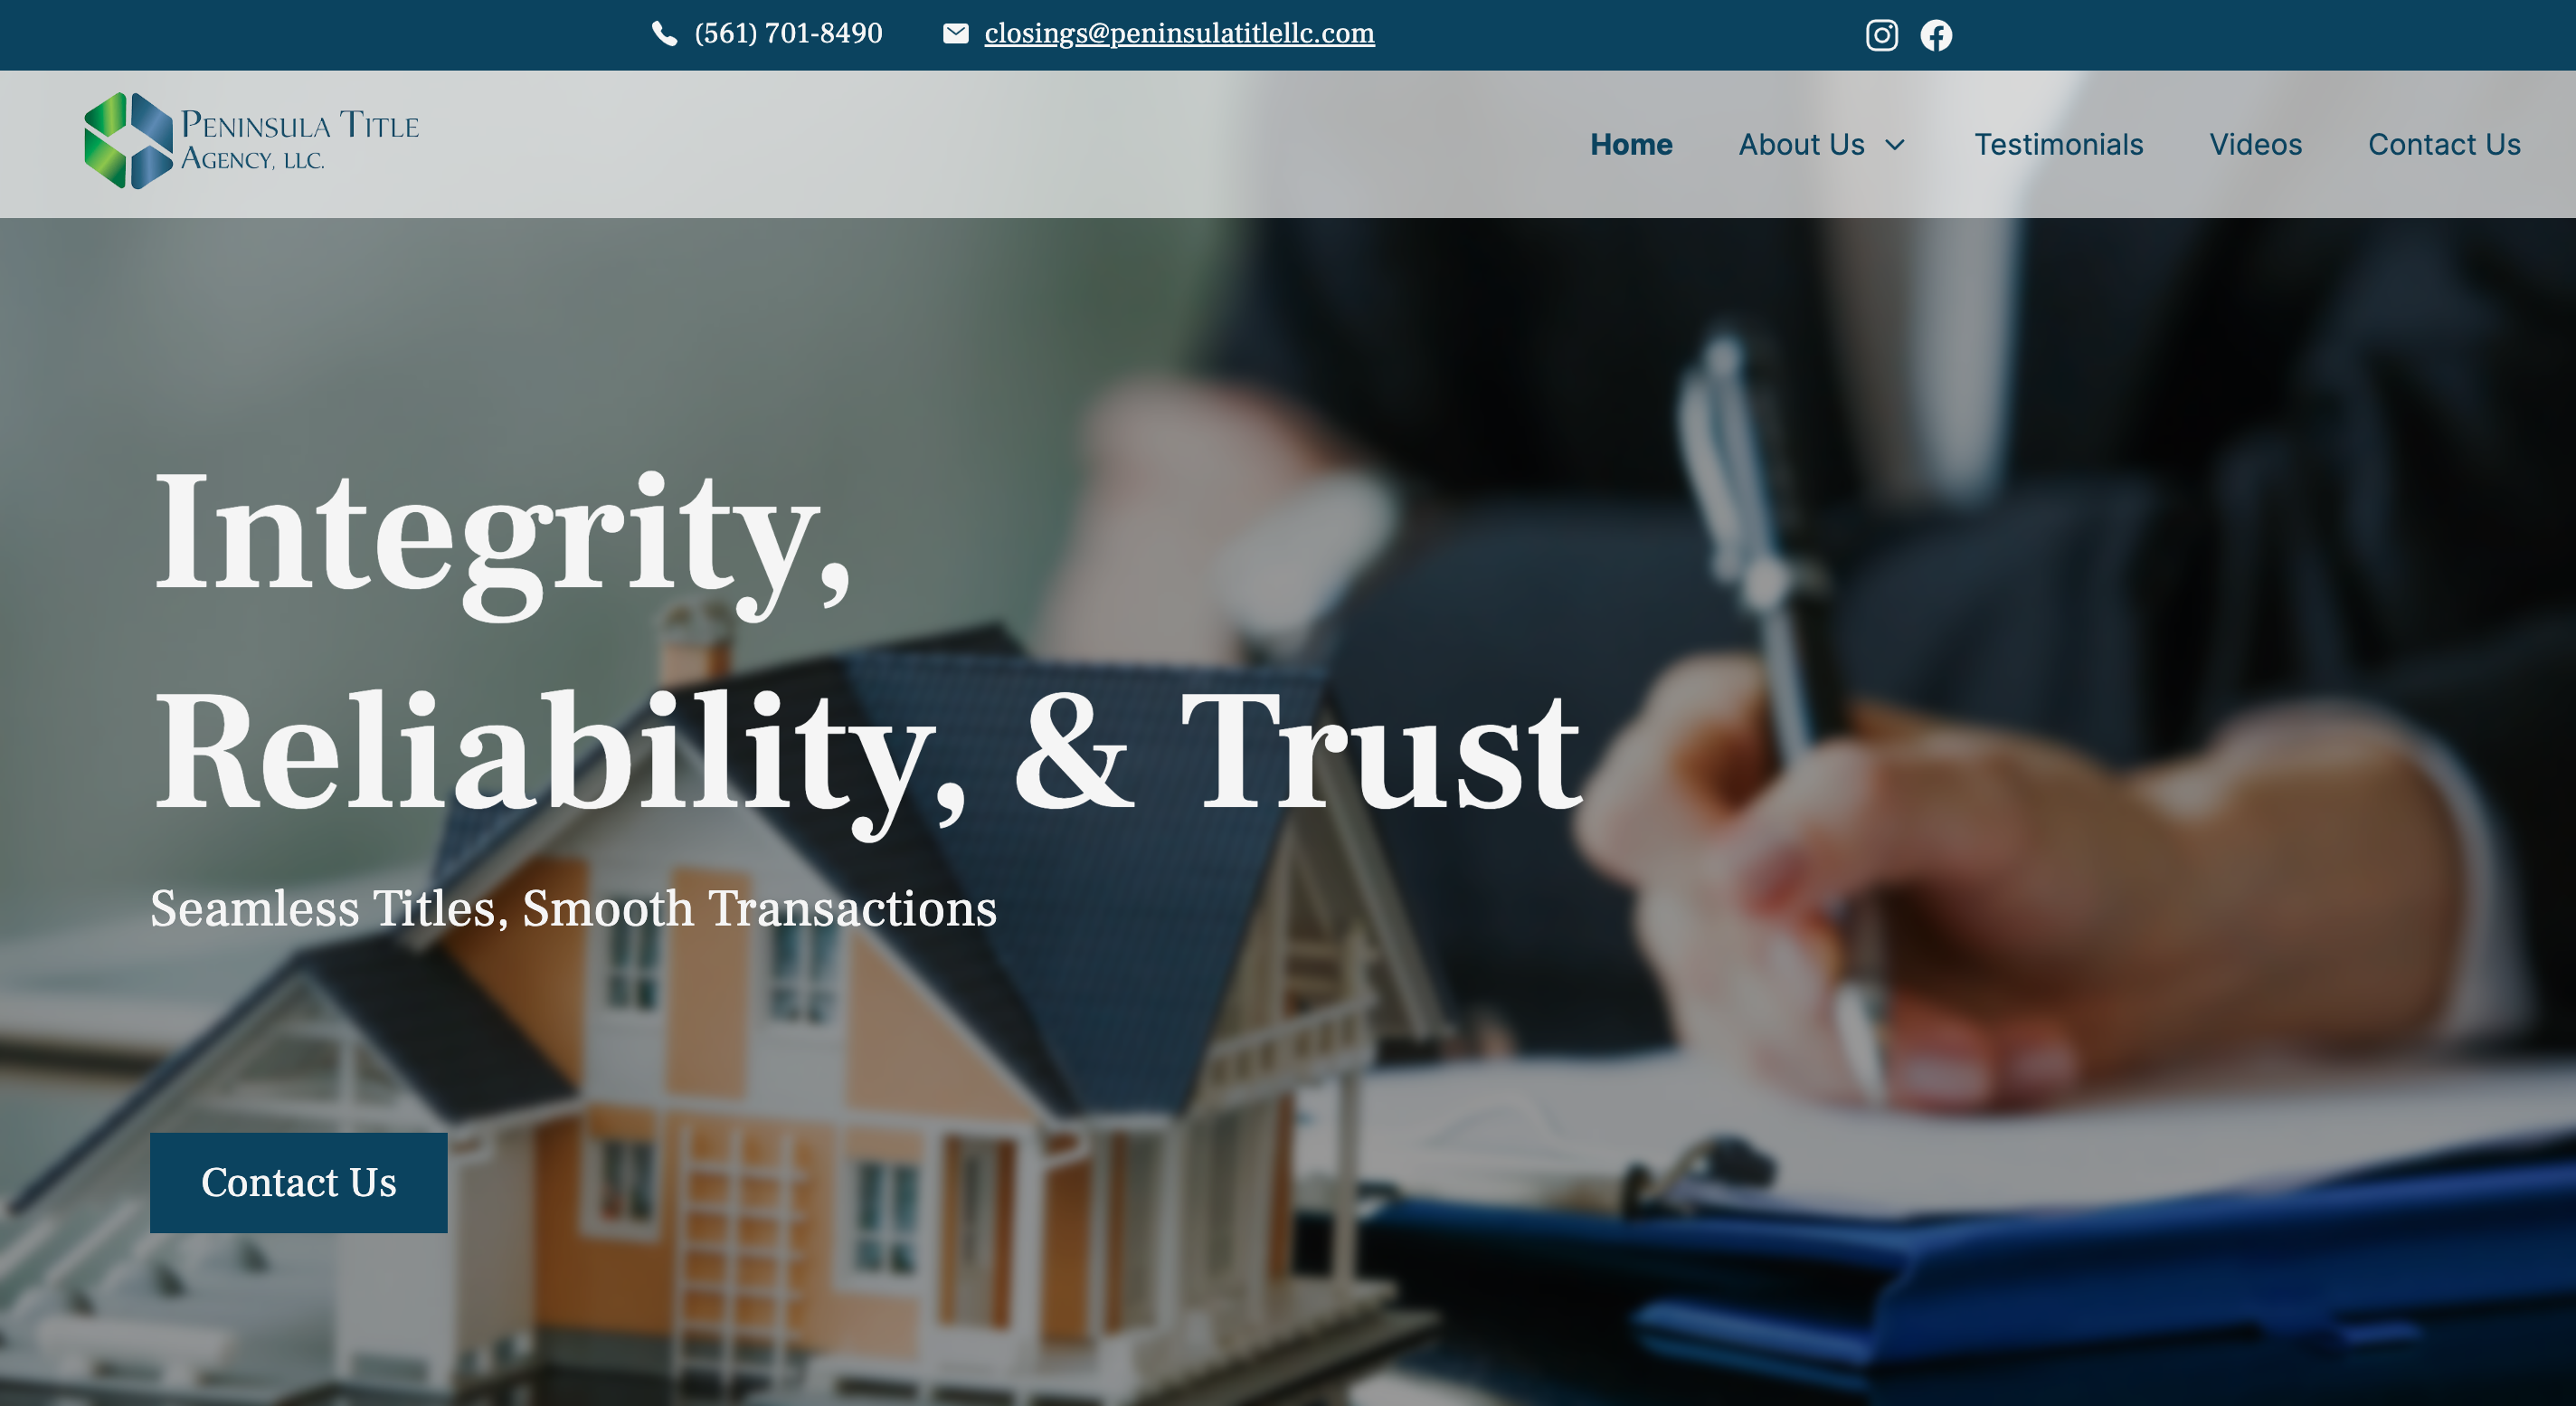 (561) 701-8490 closings@peninsulatitlellc.com
PENINSULA TITLE
AGENCY, LLC.
Home About Us Testimonials Videos Contact Us
Integrity,
Reliability, & Trust
Seamless Titles, Smooth Transactions
Contact Us